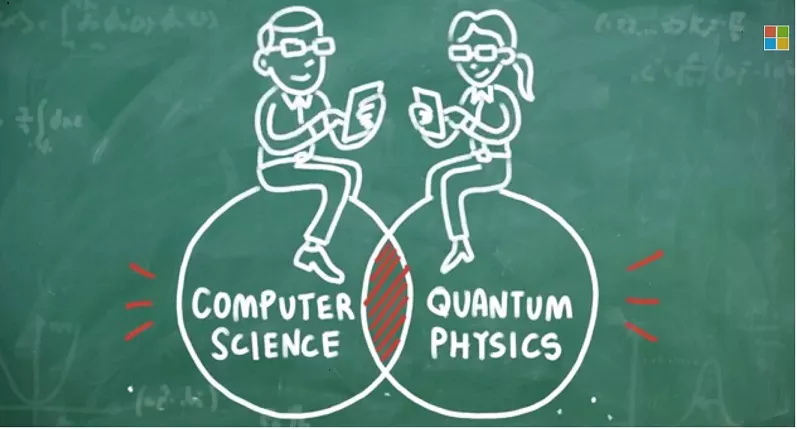 COMPUTER
SCIENCE
QUANTUM
PHYSICS